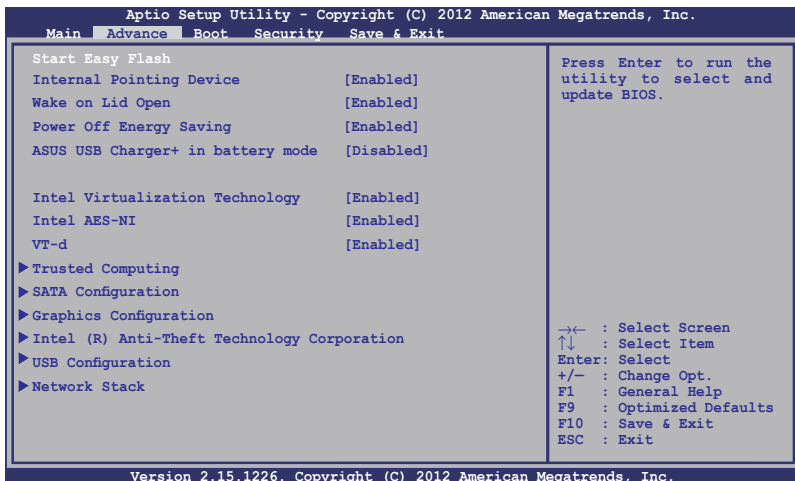 Aptio Setup Utility - Copyright (C) 2012 American Megatrends, Inc.
Main Advance Boot Security Save & Exit
Start Easy Flash
Internal Pointing Device [Enabled]
Wake on Lid Open [Enabled]
Power Off Energy Saving [Enabled]
ASUS USB Charger+ in battery mode [Disabled]
Intel Virtualization Technology [Enabled]
Intel AES-NI [Enabled]
VT-d [Enabled]
Trusted Computing
SATA Configuration
Graphics Configuration
Intel (R) Anti-Theft Technology Corporation
USB Configuration
Network Stack
Press Enter to run the
utility to select and
update BIOS.
→← : Select Screen
↑↓ : Select Item
Enter: Select
+/— : Change Opt.
F1 : General Help
F9 : Optimized Defaults
F10 : Save & Exit
ESC : Exit
Version 2.15.1226. Copyright (C) 2012 American Megatrends, Inc.